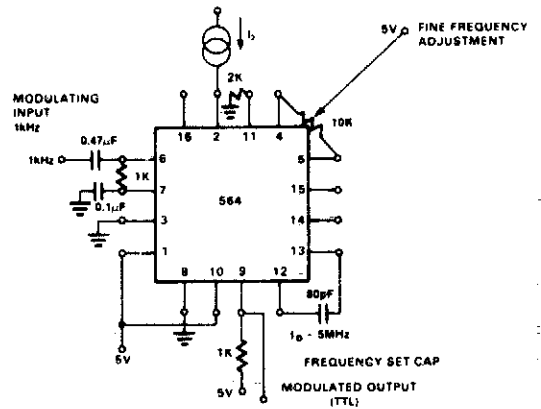 I₂
5V
FINE FREQUENCY
ADJUSTMENT
2K
10K
MODULATING
INPUT
1kHz
16
2
11
4
1kHz
0.47μF
6
5
1K
7
564
15
0.1μF
3
14
1
13
8
10
9
12
80pF
f₀ - 5MHz
5V
1K
FREQUENCY SET CAP
5V
MODULATED OUTPUT
(TTL)